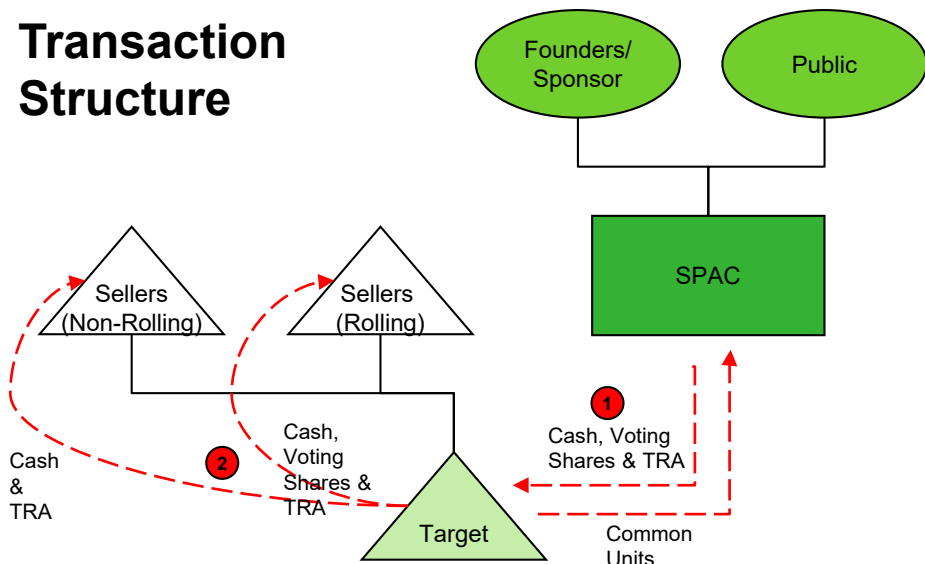 Transaction
Structure
Founders/
Sponsor
Public
SPAC
Sellers
(Non-Rolling)
Sellers
(Rolling)
1
Cash, Voting
Shares & TRA
2
Cash,
Voting
Shares &
TRA
Cash
&
TRA
Target
Common
Units